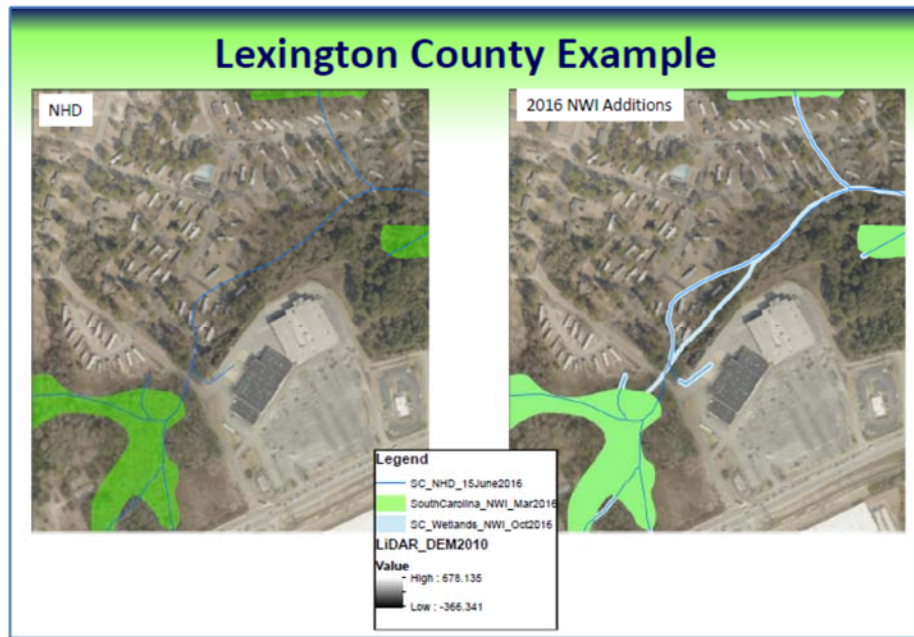 Lexington County Example
NHD
2016 NWI Additions
Legend
SC_NHD_15June2016
SouthCarolina_NWI_Mar2016
SC_Wetlands_NWI_Oct2016
LiDAR_DEM2010
Value
High : 678.135
Low : -366.341